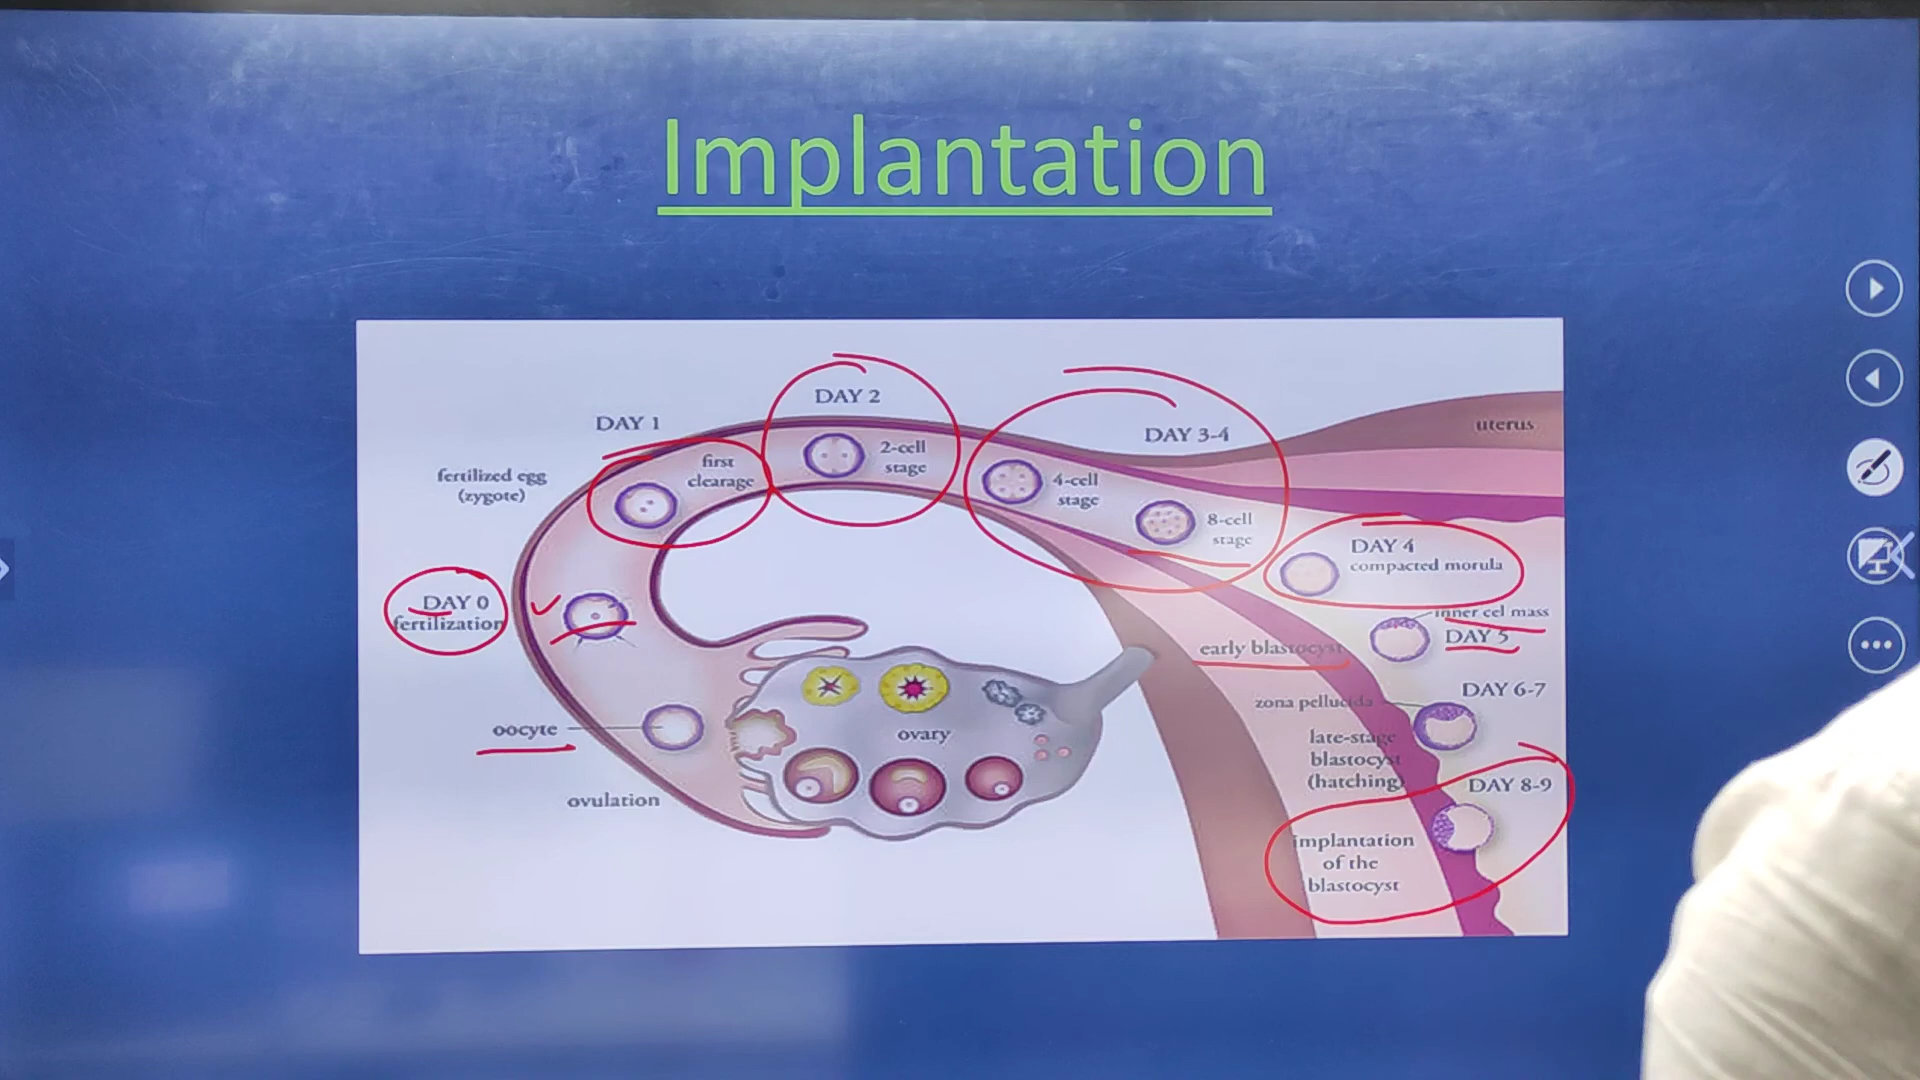 Implantation
DAY 2
DAY 1
DAY 3-4
uterus
first
clearage
2-cell
stage
fertilized egg
(zygote)
4-cell
stage
8-cell
stage
DAY 4
compacted morula
DAY 0
fertilization
inner cel mass
DAY 5
early blastocyst
DAY 6-7
zona pellucida
oocyte
ovary
late-stage
blastocyst
(hatching)
DAY 8-9
ovulation
implantation
of the
blastocyst